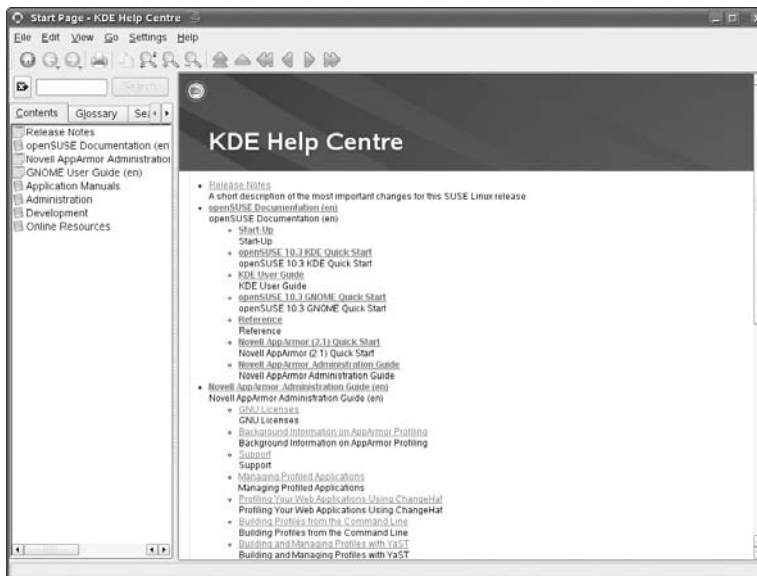 Start Page - KDE Help Centre
File Edit View Go Settings Help
Search
Contents Glossary Sea
Release Notes
openSUSE Documentation (en
Novell AppArmor Administration
GNOME User Guide (en)
Application Manuals
Administration
Development
Online Resources
KDE Help Centre
Release Notes
A short description of the most important changes for this SUSE Linux release
openSUSE Documentation (en)
openSUSE Documentation (en)
Start-Up
Start-Up
openSUSE 10.3 KDE Quick Start
openSUSE 10.3 KDE Quick Start
KDE User Guide
KDE User Guide
openSUSE 10.3 GNOME Quick Start
openSUSE 10.3 GNOME Quick Start
Reference
Reference
Novell AppArmor (2.1) Quick Start
Novell AppArmor (2.1) Quick Start
Novell AppArmor Administration Guide
Novell AppArmor Administration Guide
Novell AppArmor Administration Guide (en)
Novell AppArmor Administration Guide (en)
GNU Licenses
GNU Licenses
Background Information on AppArmor Profiling
Background Information on AppArmor Profiling
Support
Support
Managing Profiled Applications
Managing Profiled Applications
Profiling Your Web Applications Using ChangeHat
Profiling Your Web Applications Using ChangeHat
Building Profiles from the Command Line
Building Profiles from the Command Line
Building and Managing Profiles with YaST
Building and Managing Profiles with YaST